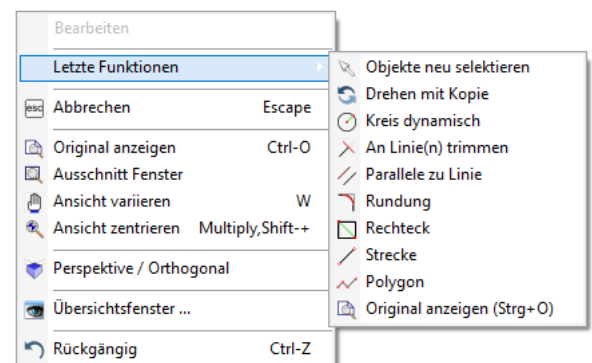 Bearbeiten
Letzte Funktionen
esc Abbrechen Escape
Original anzeigen Ctrl-O
Ausschnitt Fenster
Ansicht variieren W
Ansicht zentrieren Multiply,Shift-+
Perspektive / Orthogonal
Übersichtsfenster ...
Rückgängig Ctrl-Z
Objekte neu selektieren
Drehen mit Kopie
Kreis dynamisch
An Linie(n) trimmen
Parallele zu Linie
Rundung
Rechteck
Strecke
Polygon
Original anzeigen (Strg+O)